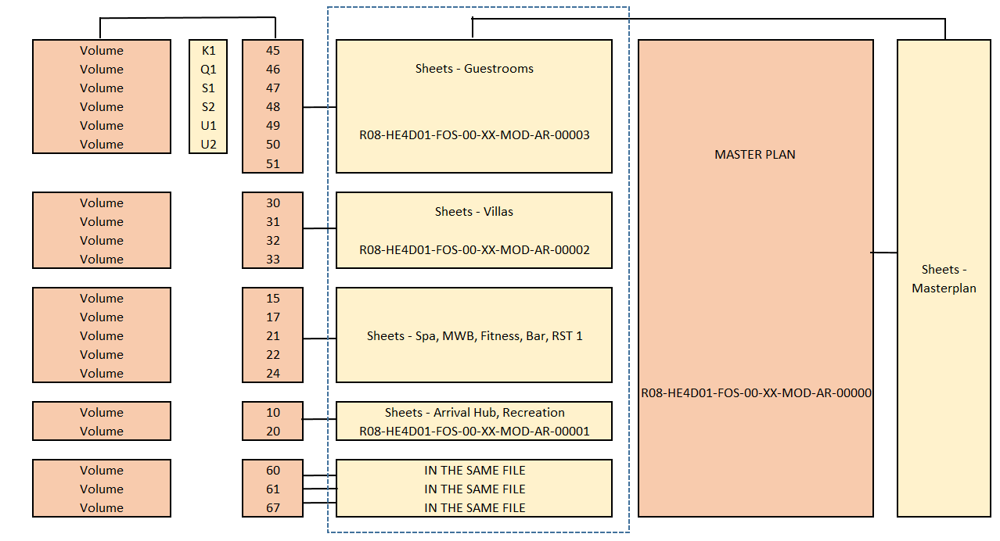 Volume K1 45
Volume Q1 46
Volume S1 47
Volume S2 48
Volume U1 49
Volume U2 50
51
Sheets - Guestrooms
R08-HE4D01-FOS-00-XX-MOD-AR-00003
Volume 30
Volume 31
Volume 32
Volume 33
Sheets - Villas
R08-HE4D01-FOS-00-XX-MOD-AR-00002
Volume 15
Volume 17
Volume 21
Volume 22
Volume 24
Sheets - Spa, MWB, Fitness, Bar, RST 1
Volume 10
Volume 20
Sheets - Arrival Hub, Recreation
R08-HE4D01-FOS-00-XX-MOD-AR-00001
Volume 60 IN THE SAME FILE
Volume 61 IN THE SAME FILE
Volume 67 IN THE SAME FILE
MASTER PLAN
R08-HE4D01-FOS-00-XX-MOD-AR-00000
Sheets -
Masterplan